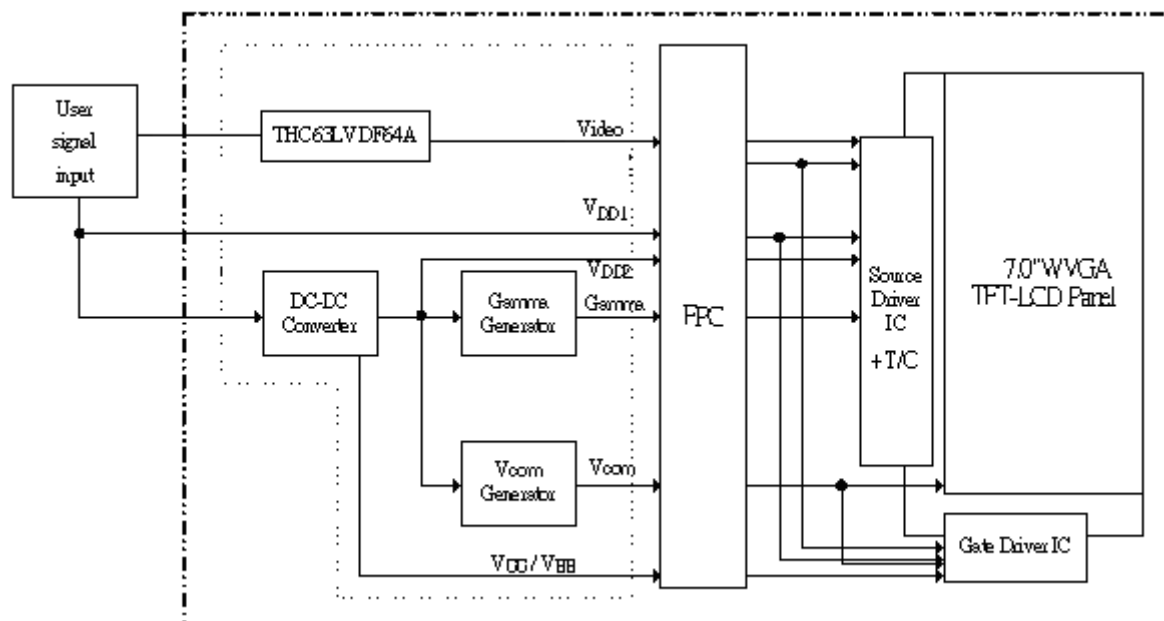 User
signal
input
THC63LVDF64A
Video
VDD1
VDD2
DC-DC
Converter
Gamma
Generator
Gamma
FPC
Source
Driver
IC
+T/C
7.0"WVGA
TFT-LCD Panel
Vcom
Generator
Vcom
VGG / VEE
Gate Driver IC